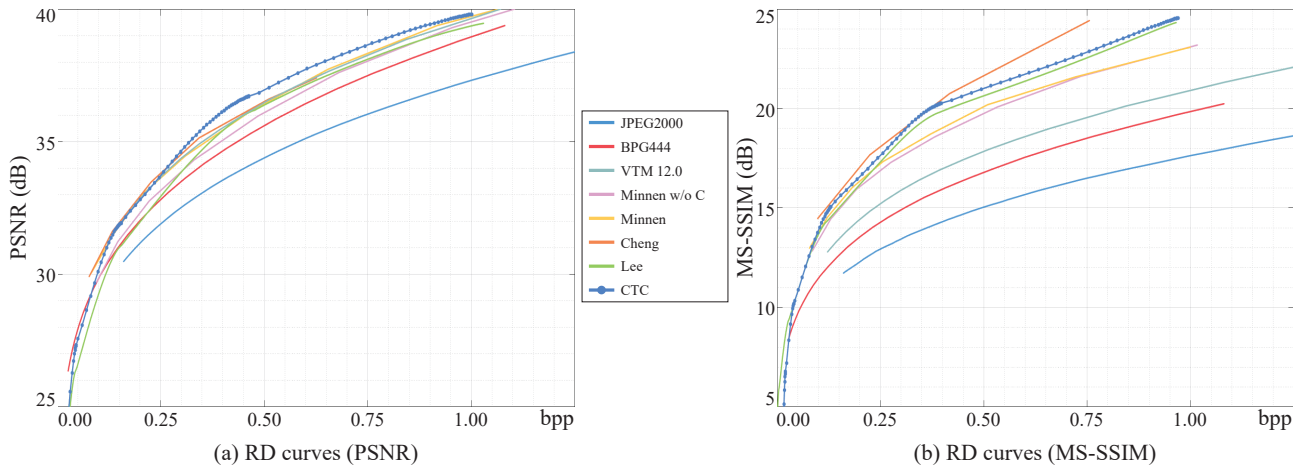 PSNR (dB)
40
35
30
25
0.00 0.25 0.50 0.75 1.00 bpp
(a) RD curves (PSNR)
JPEG2000
BPG444
VTM 12.0
Minnen w/o C
Minnen
Cheng
Lee
CTC
MS-SSIM (dB)
25
20
15
10
5
0.00 0.25 0.50 0.75 1.00 bpp
(b) RD curves (MS-SSIM)